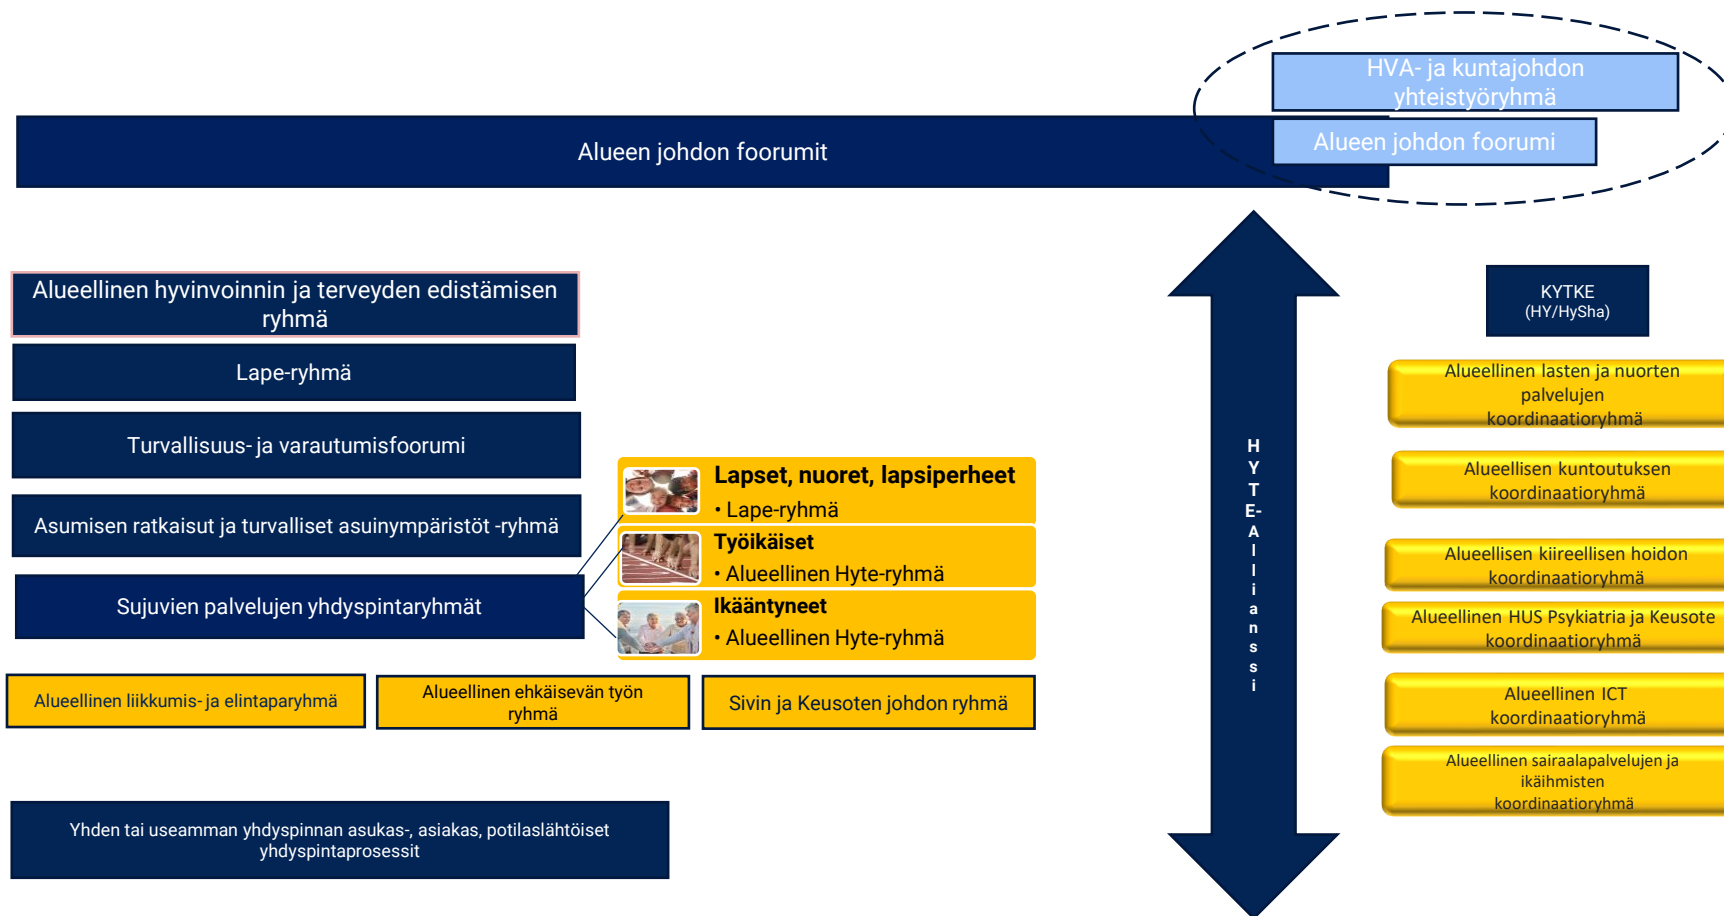 HVA- ja kuntajohdon
yhteistyöryhmä
Alueen johdon foorumit
Alueen johdon foorumi
Alueellinen hyvinvoinnin ja terveyden edistämisen
ryhmä
Lape-ryhmä
Turvallisuus- ja varautumisfoorumi
Asumisen ratkaisut ja turvalliset asuinympäristöt -ryhmä
Sujuvien palvelujen yhdyspintaryhmät
Lapset, nuoret, lapsiperheet
• Lape-ryhmä
Työikäiset
• Alueellinen Hyte-ryhmä
Ikääntyneet
• Alueellinen Hyte-ryhmä
Alueellinen liikkumis- ja elintaparyhmä
Alueellinen ehkäisevän työn
ryhmä
Sivin ja Keusoten johdon ryhmä
Yhden tai useamman yhdyspinnan asukas-, asiakas, potilaslähtöiset
yhdyspintaprosessit
H
Y
T
E-
A
l
l
i
a
n
s
s
i
KYTKE
(HY/HySha)
Alueellinen lasten ja nuorten
palvelujen
koordinaatioryhmä
Alueellisen kuntoutuksen
koordinaatioryhmä
Alueellisen kiireellisen hoidon
koordinaatioryhmä
Alueellinen HUS Psykiatria ja Keusote
koordinaatioryhmä
Alueellinen ICT
koordinaatioryhmä
Alueellinen sairaalapalvelujen ja
ikäihmisten
koordinaatioryhmä